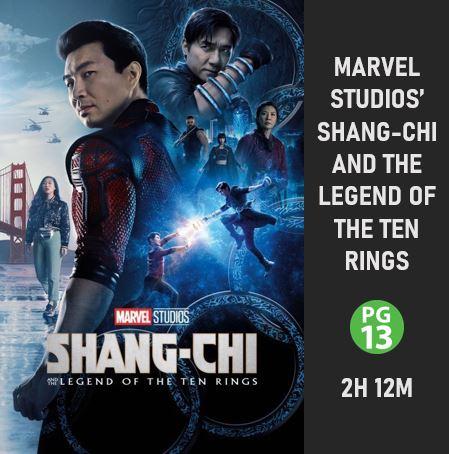 MARVEL STUDIOS
SHANG-CHI
AND THE LEGEND OF THE TEN RINGS
MARVEL
STUDIOS’
SHANG-CHI
AND THE
LEGEND OF
THE TEN
RINGS
PG
13
2H 12M